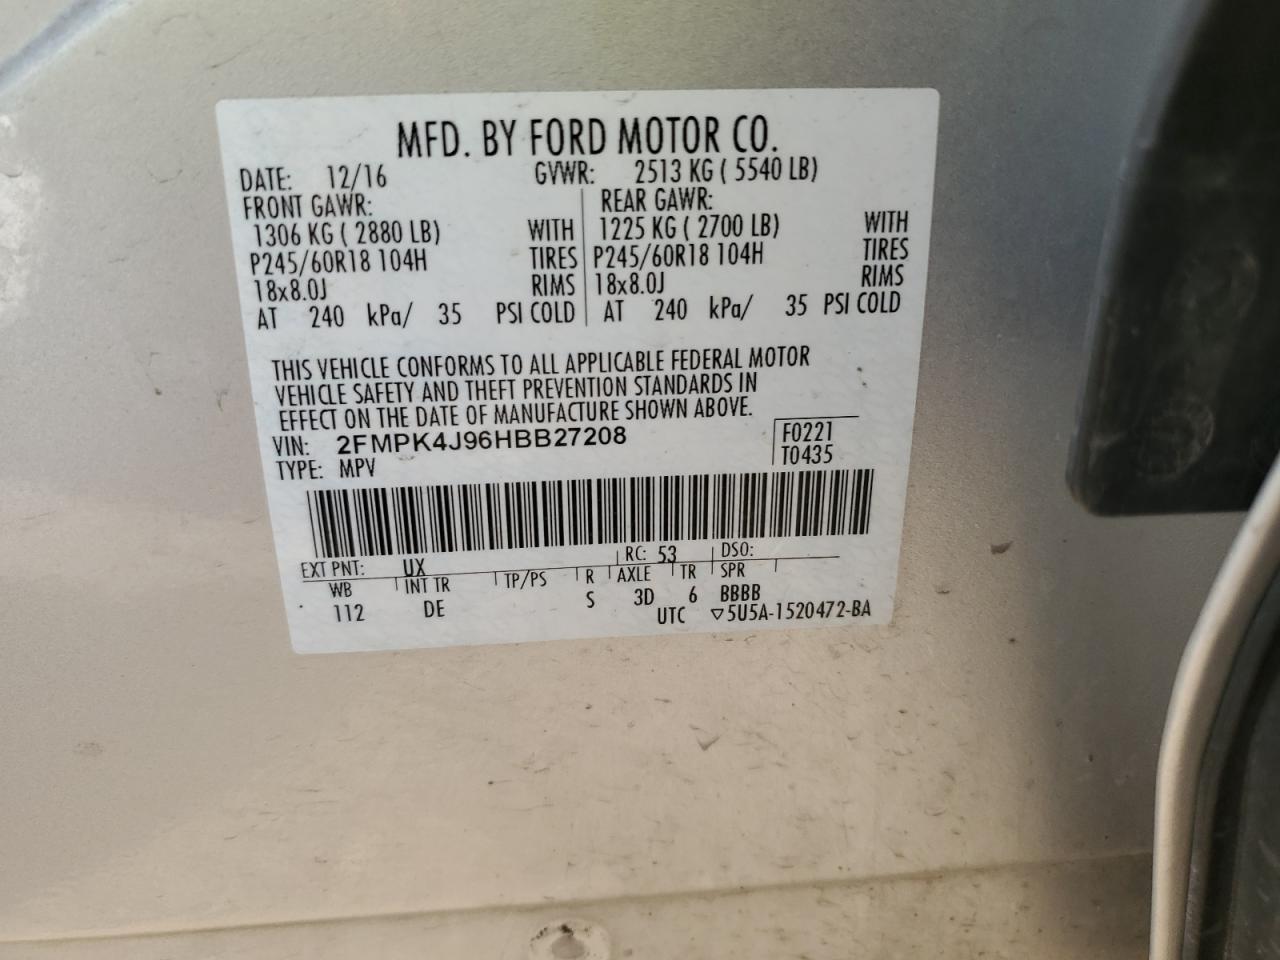 MFD. BY FORD MOTOR CO.
DATE: 12/16 GVWR: 2513 KG ( 5540 LB)
FRONT GAWR: REAR GAWR:
1306 KG ( 2880 LB) WITH 1225 KG ( 2700 LB) WITH
P245/60R18 104H TIRES P245/60R18 104H TIRES
18x8.0J RIMS 18x8.0J RIMS
AT 240 kPa/ 35 PSI COLD AT 240 kPa/ 35 PSI COLD
THIS VEHICLE CONFORMS TO ALL APPLICABLE FEDERAL MOTOR
VEHICLE SAFETY AND THEFT PREVENTION STANDARDS IN
EFFECT ON THE DATE OF MANUFACTURE SHOWN ABOVE.
VIN: 2FMPK4J96HBB27208 F0221
TYPE: MPV T0435
EXT PNT: UX RC: 53 DSO:
WB INT TR TP/PS R AXLE TR SPR
112 DE S 3D 6 BBBB
UTC ▽5U5A-1520472-BA